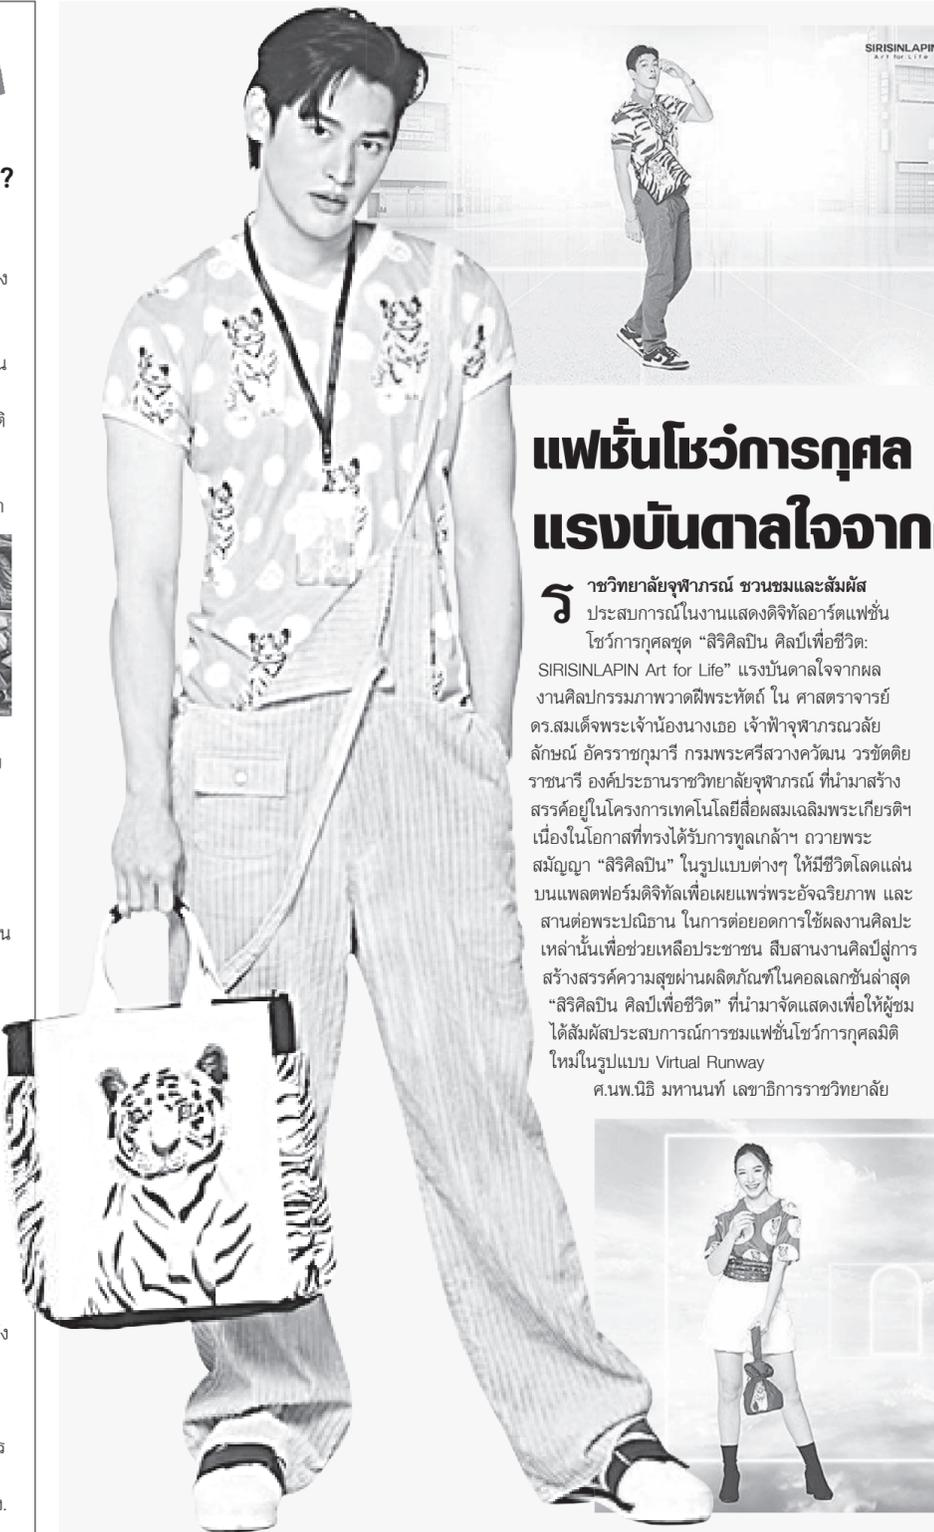 SIRISINLAPIN
Art for Life
?
แฟชั่นโชว์การกุศล
แรงบันดาลใจจาก
ราชวิทยาลัยจุฬาภรณ์ ชวนชมและสัมผัส
ประสบการณ์ในงานแสดงดิจิทัลอาร์ตแฟชั่น
โชว์การกุศลชุด “สิริศิลปิน ศิลป์เพื่อชีวิต:
SIRISINLAPIN Art for Life” แรงบันดาลใจจากผล
งานศิลปกรรมภาพวาดฝีพระหัตถ์ ใน ศาสตราจารย์
ดร.สมเด็จพระเจ้าน้องนางเธอ เจ้าฟ้าจุฬาภรณวลัย
ลักษณ์ อัครราชกุมารี กรมพระศรีสวางควัฒน วรขัตติย
ราชนารี องค์ประธานราชวิทยาลัยจุฬาภรณ์ ที่นำมาสร้าง
สรรค์อยู่ในโครงการเทคโนโลยีสื่อผสมเฉลิมพระเกียรติฯ
เนื่องในโอกาสที่ทรงได้รับการทูลเกล้าฯ ถวายพระ
สมัญญา “สิริศิลปิน” ในรูปแบบต่างๆ ให้มีชีวิตโลดแล่น
บนแพลตฟอร์มดิจิทัลเพื่อเผยแพร่พระอัจฉริยภาพ และ
สานต่อพระปณิธาน ในการต่อยอดการใช้ผลงานศิลปะ
เหล่านั้นเพื่อช่วยเหลือประชาชน สืบสานงานศิลป์สู่การ
สร้างสรรค์ความสุขผ่านผลิตภัณฑ์ในคอลเลกชันล่าสุด
“สิริศิลปิน ศิลป์เพื่อชีวิต” ที่นำมาจัดแสดงเพื่อให้ผู้ชม
ได้สัมผัสประสบการณ์การชมแฟชั่นโชว์การกุศลมิติ
ใหม่ในรูปแบบ Virtual Runway
ศ.นพ.นิธิ มหานนท์ เลขาธิการราชวิทยาลัย